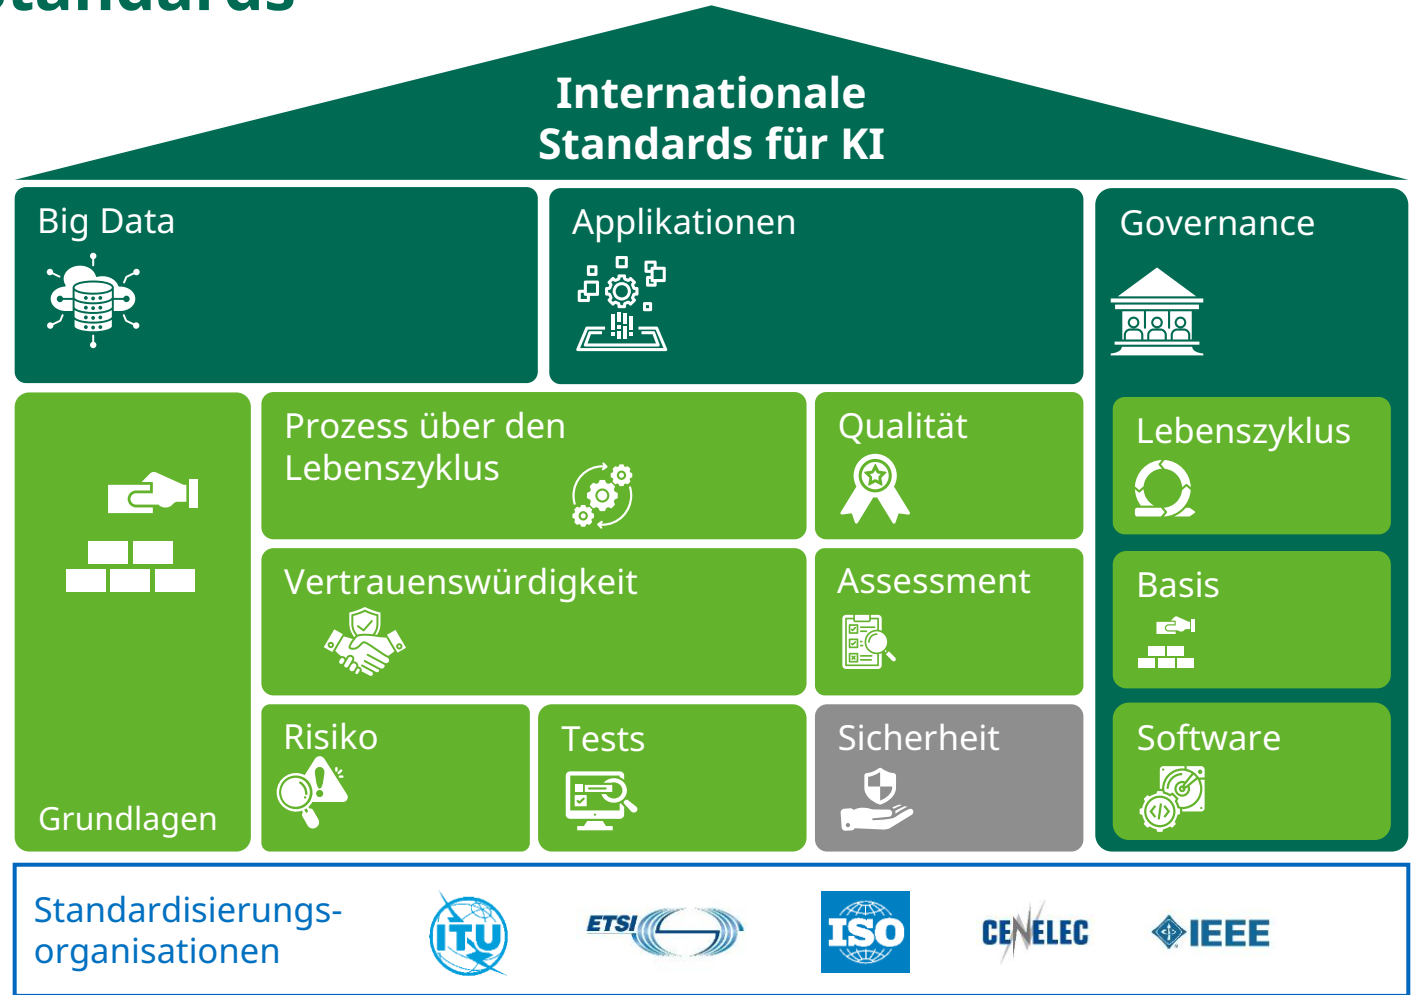 Standards
Internationale
Standards für KI
Big Data
Applikationen
Governance
Prozess über den
Lebenszyklus
Qualität
Lebenszyklus
Vertrauenswürdigkeit
Assessment
Basis
Risiko
Tests
Sicherheit
Software
Grundlagen
Standardisierungs-
organisationen
ITU
ETSI
ISO
CENELEC
IEEE